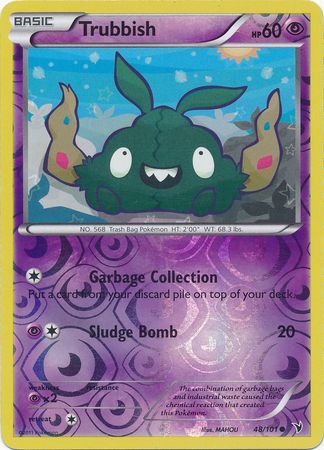 BASIC
Trubbish
HP60
NO. 568 Trash Bag Pokémon HT: 2'00" WT: 68.3 lbs.
Garbage Collection
Put a card from your discard pile on top of your deck.
Sludge Bomb 20
weakness resistance
×2
The combination of garbage bags
and industrial waste caused the
chemical reaction that created
this Pokémon.
retreat
©2011 Pokémon
Illus. MAHOU
48/101